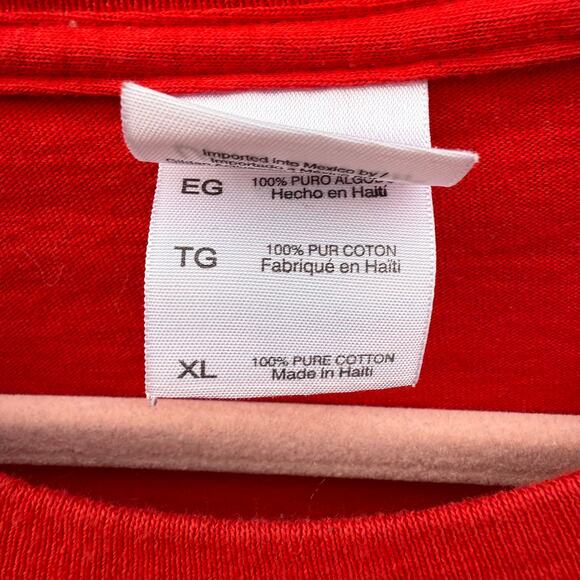 Imported into Mexico by
Importado a
EG 100% PURO
Hecho en Haití
TG 100% PUR COTON
Fabriqué en Haïti
XL 100% PURE COTTON
Made in Haiti